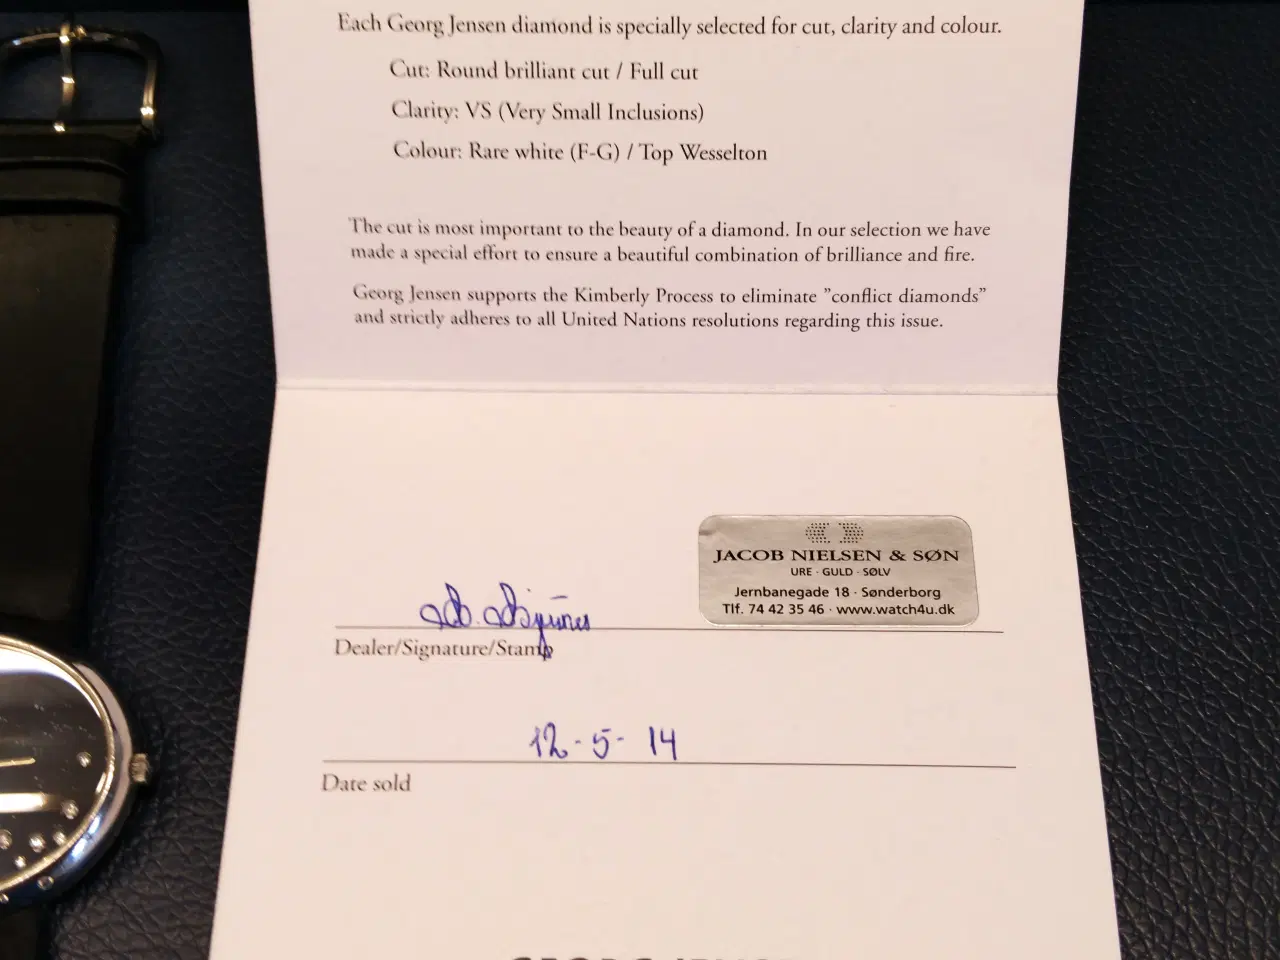 Each Georg Jensen diamond is specially selected for cut, clarity and colour.
Cut: Round brilliant cut / Full cut
Clarity: VS (Very Small Inclusions)
Colour: Rare white (F-G) / Top Wesselton
The cut is most important to the beauty of a diamond. In our selection we have
made a special effort to ensure a beautiful combination of brilliance and fire.
Georg Jensen supports the Kimberly Process to eliminate "conflict diamonds"
and strictly adheres to all United Nations resolutions regarding this issue.
JACOB NIELSEN & SØN
URE · GULD · SØLV
Jernbanegade 18 · Sønderborg
Tlf. 74 42 35 46 · www.watch4u.dk
Dealer/Signature/Stamp
12-5-14
Date sold